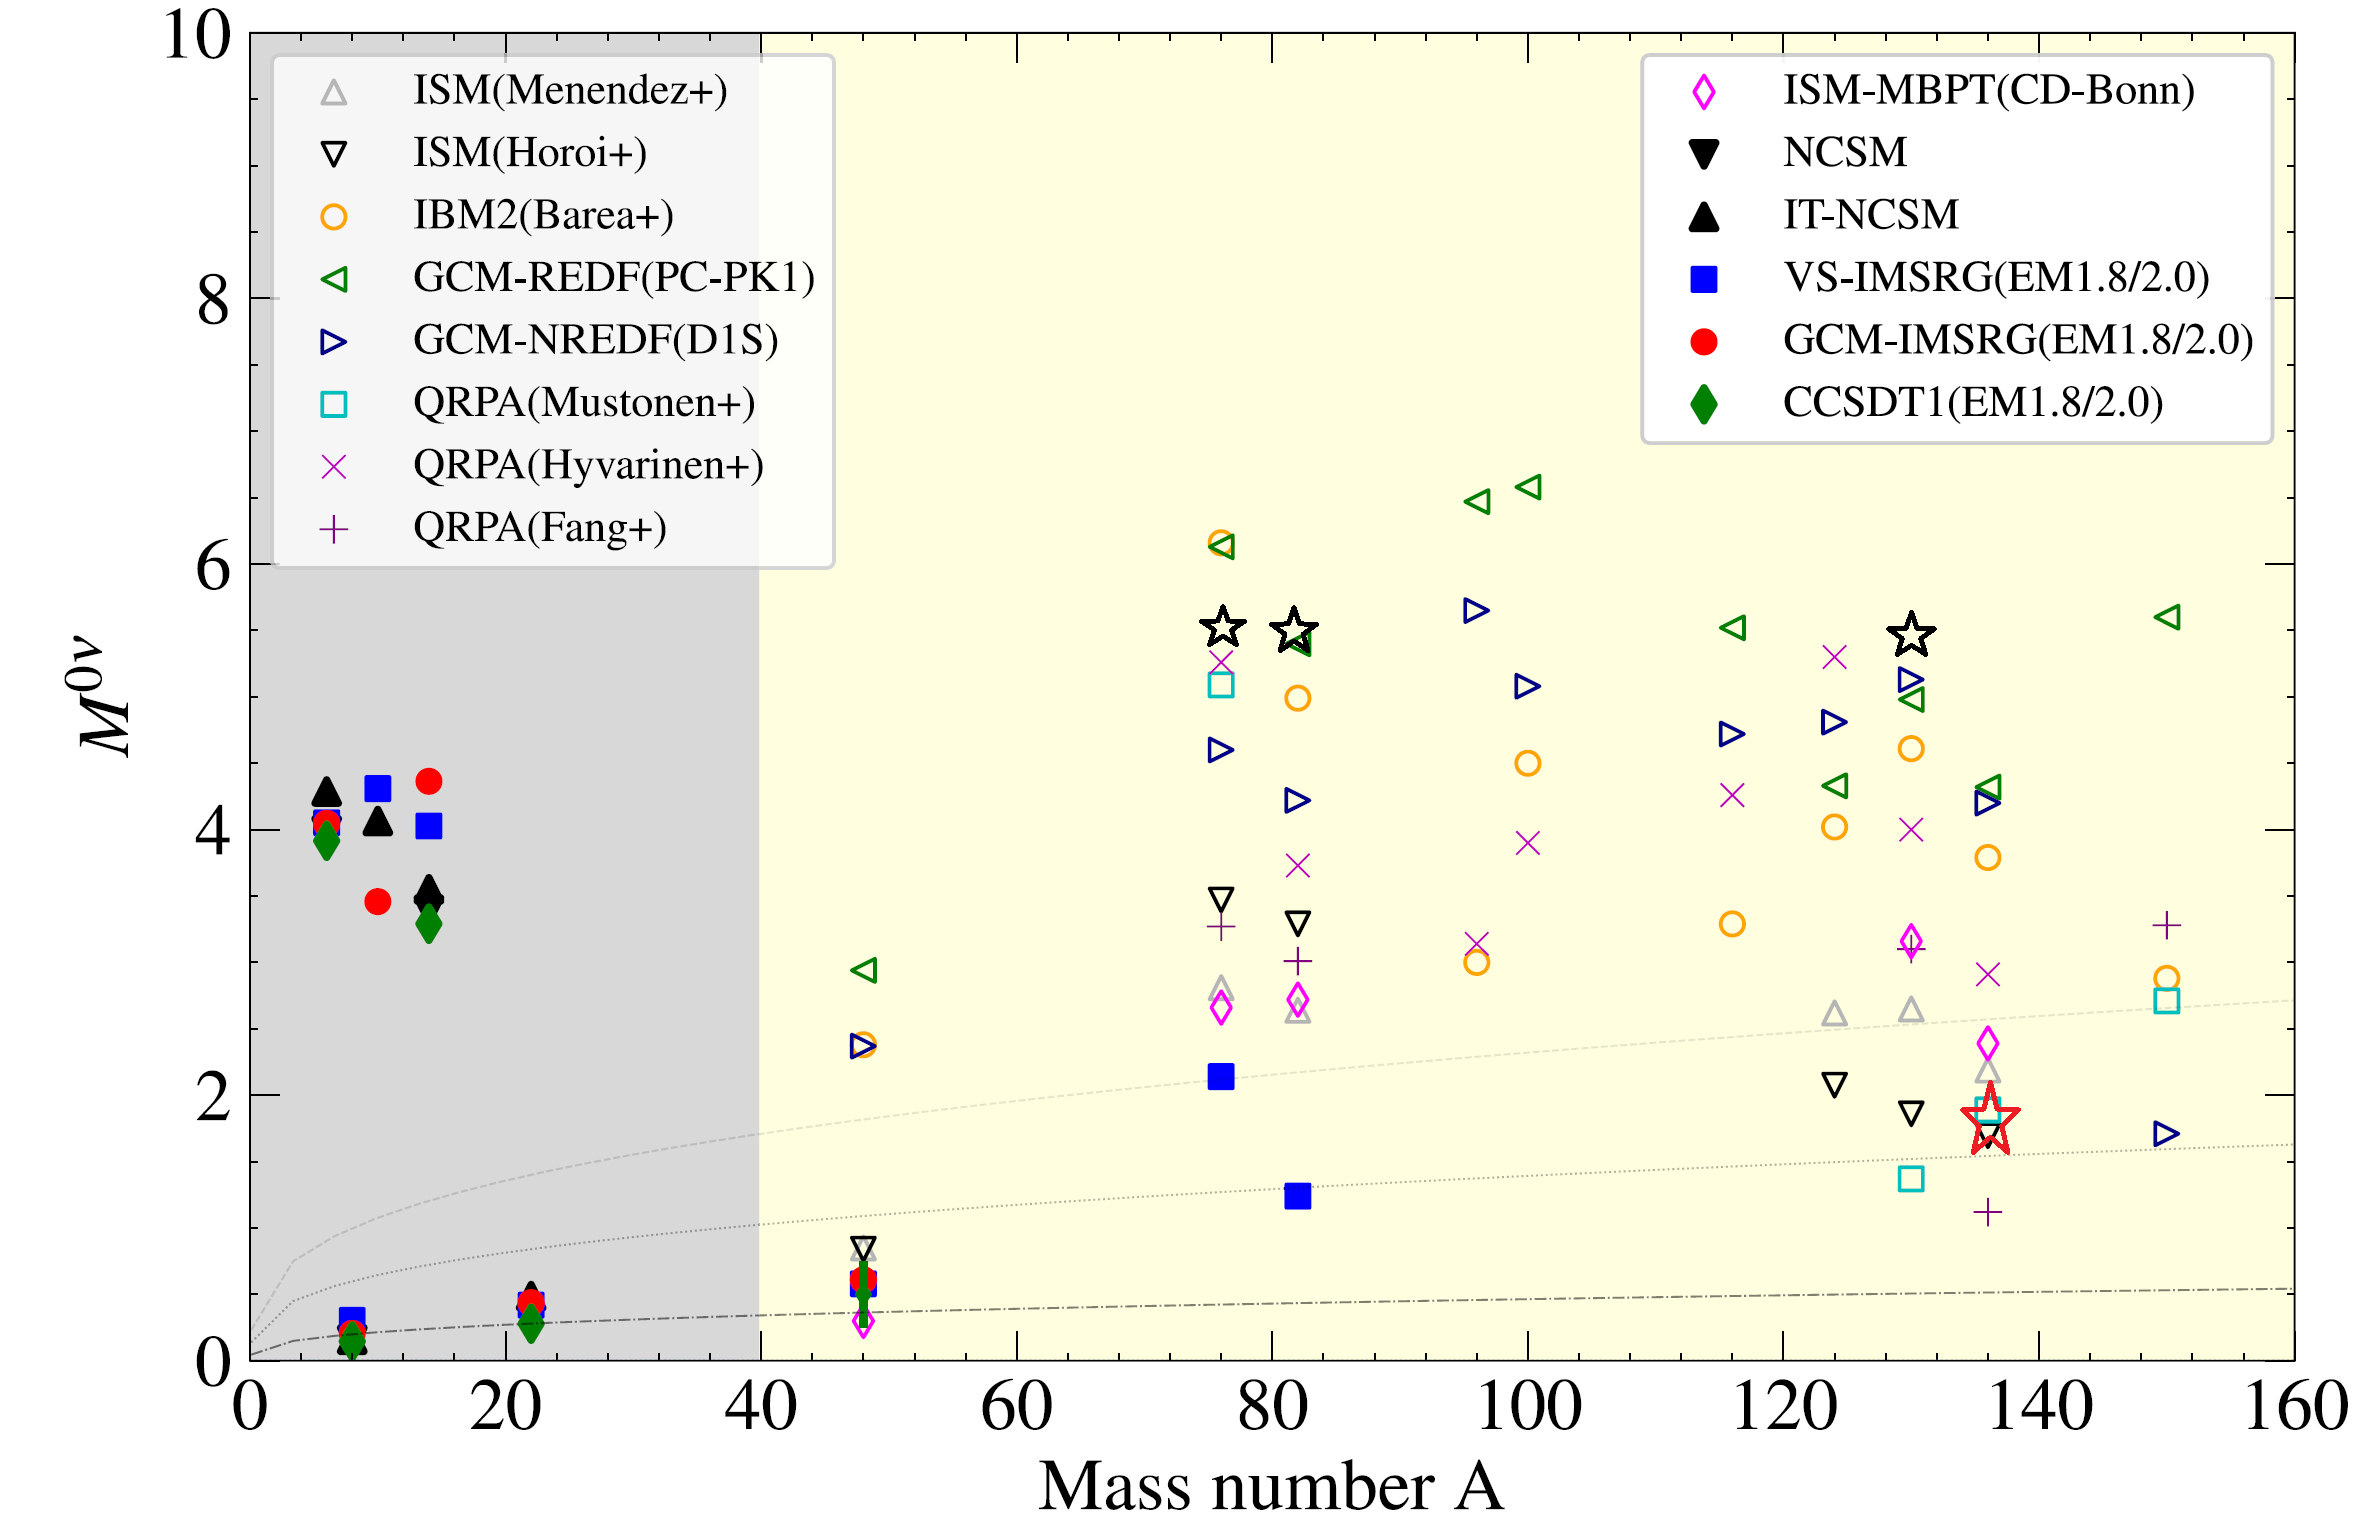 10
8
6
4
2
0
M^{0ν}
ISM(Menendez+)
ISM(Horoi+)
IBM2(Barea+)
GCM-REDF(PC-PK1)
GCM-NREDF(D1S)
QRPA(Mustonen+)
QRPA(Hyvarinen+)
QRPA(Fang+)
ISM-MBPT(CD-Bonn)
NCSM
IT-NCSM
VS-IMSRG(EM1.8/2.0)
GCM-IMSRG(EM1.8/2.0)
CCSDT1(EM1.8/2.0)
0 20 40 60 80 100 120 140 160
Mass number A